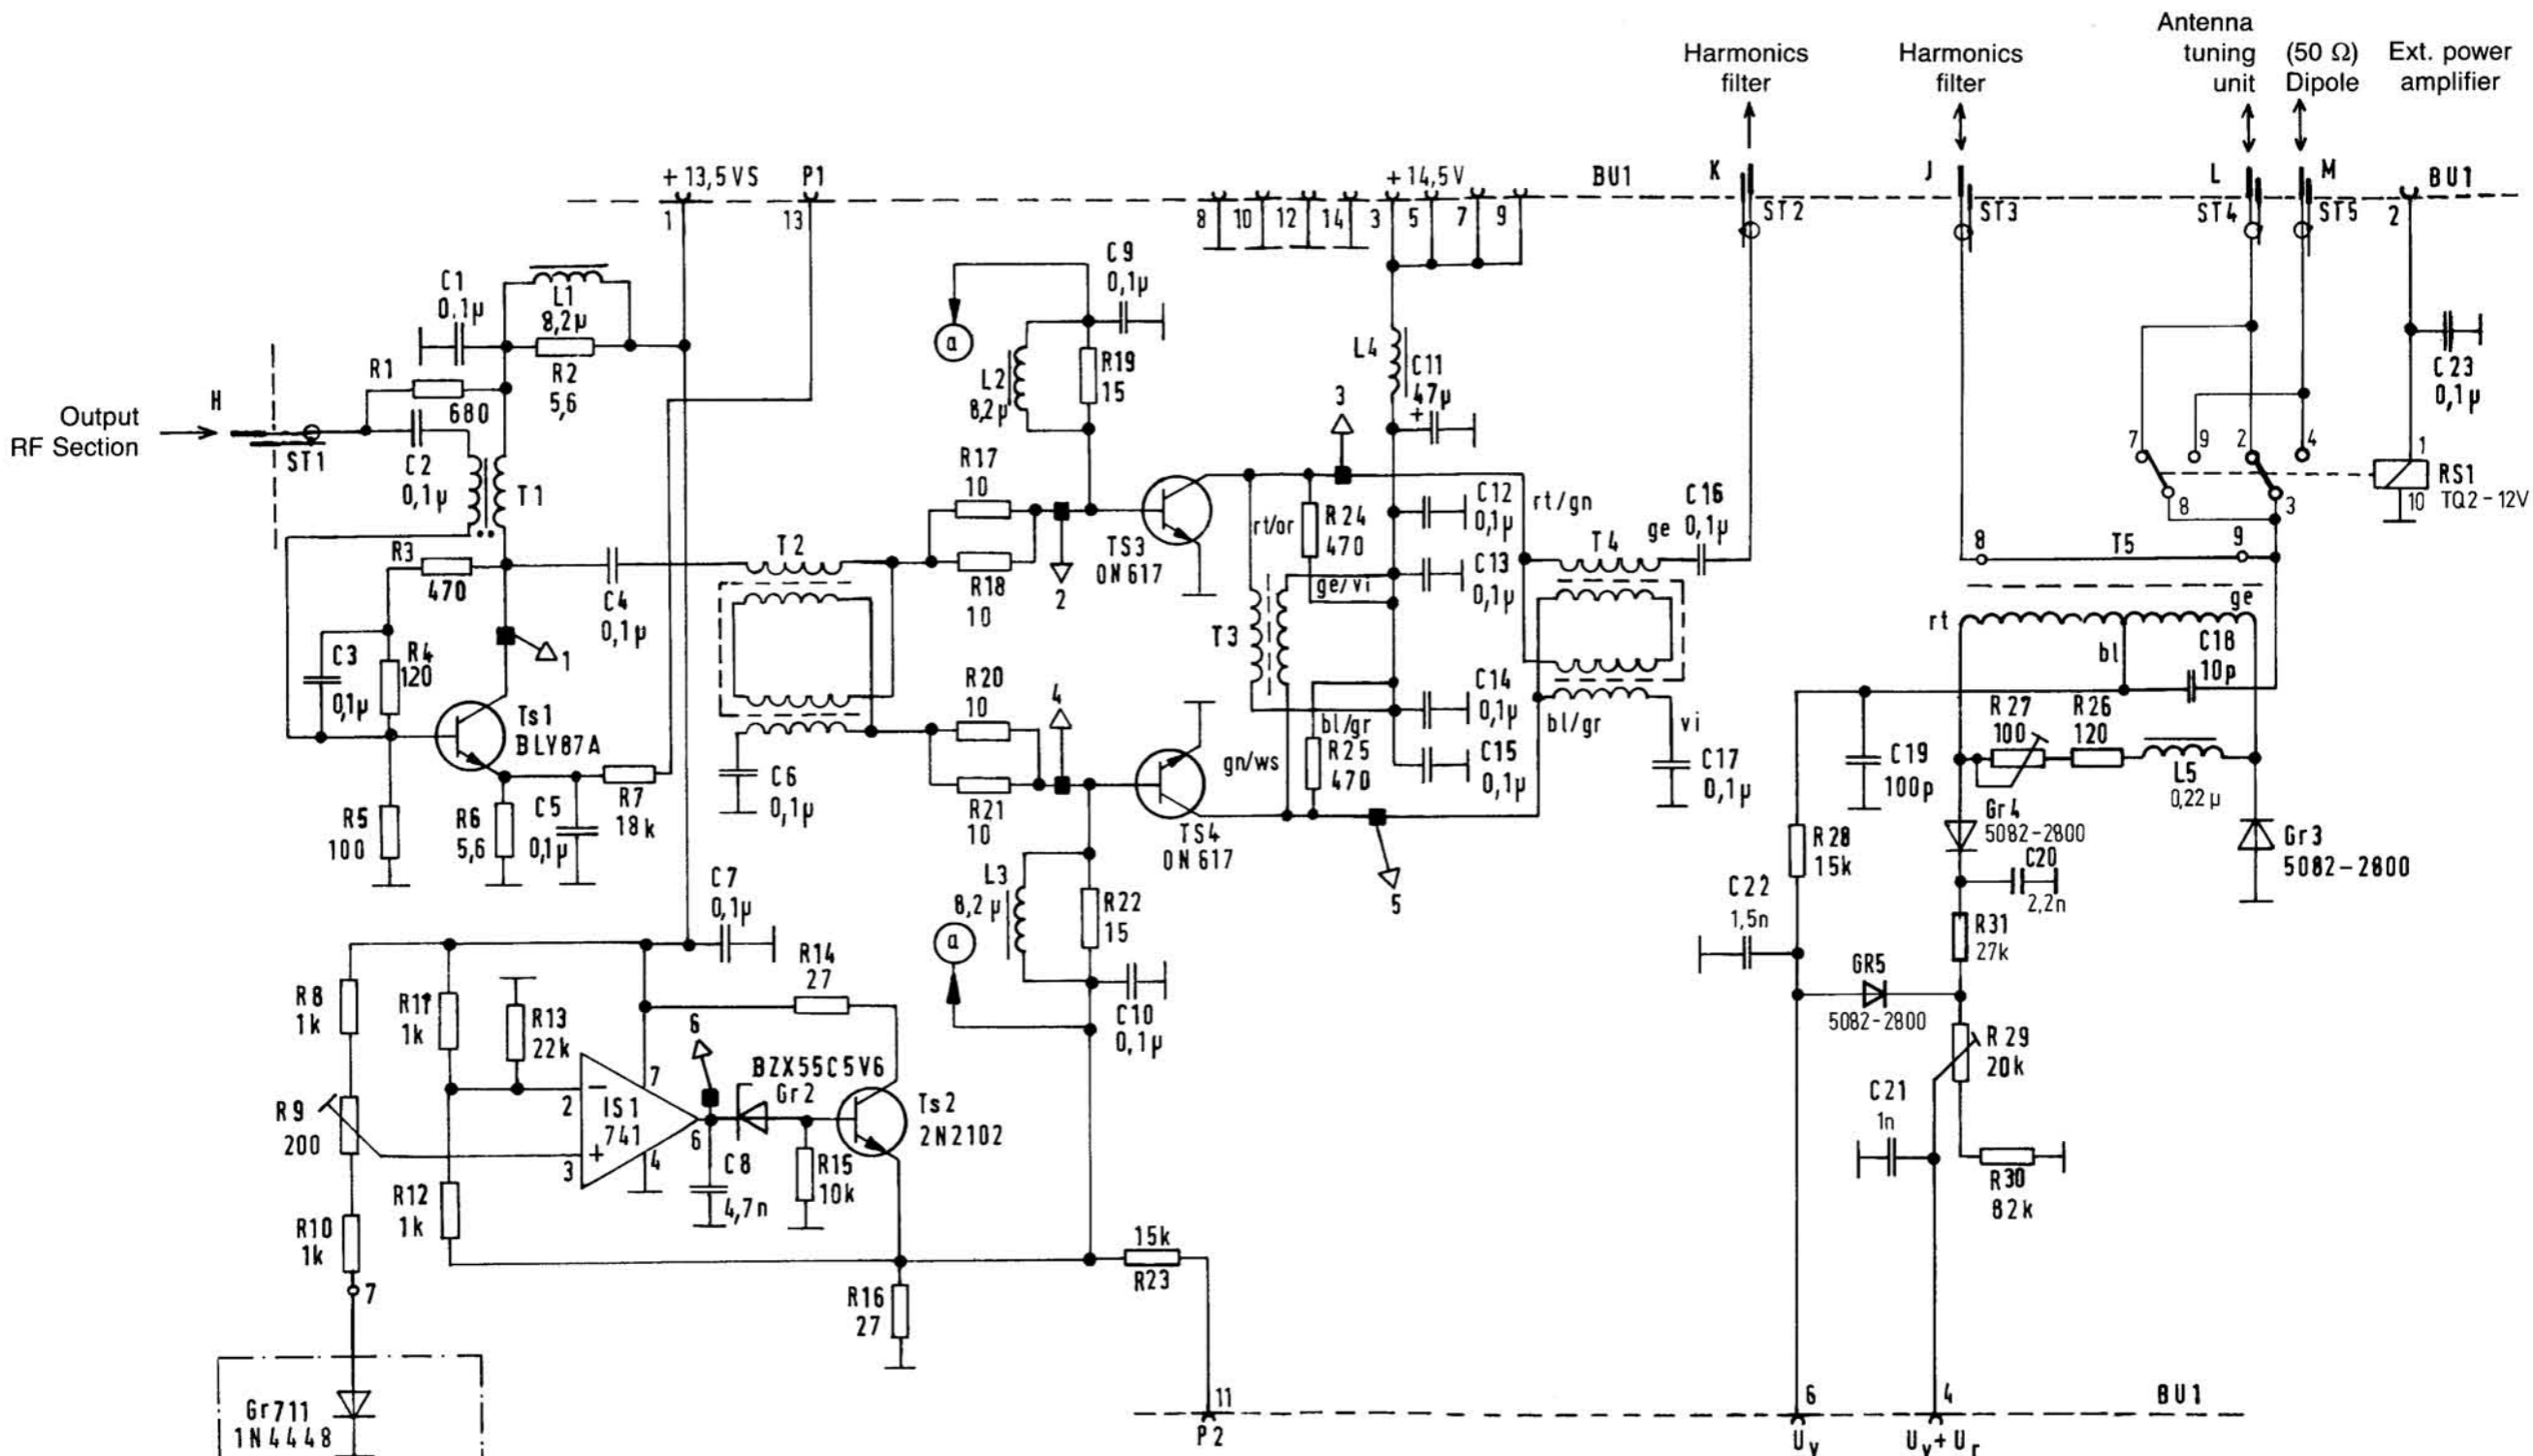 Harmonics
filter
Harmonics
filter
Antenna
tuning
unit
(50 Ω)
Dipole
Ext. power
amplifier
+13,5VS
P1
+14,5V
BU1
K
J
L
M
BU1
1
13
8
10
12
14
3
5
7
9
ST2
ST3
ST4
ST5
2
C1
0.1µ
L1
8,2µ
R1
680
R2
5,6
Output
RF Section
H
ST1
C2
0,1µ
T1
R3
470
C3
0,1µ
R4
120
1
Ts1
BLY87A
R5
100
R6
5,6
C5
0,1µ
R7
18k
C4
0,1µ
T2
C6
0,1µ
a
C9
0,1µ
L2
8,2µ
R19
15
R17
10
R18
10
2
TS3
ON617
R20
10
R21
10
4
TS4
ON617
L3
8,2µ
R22
15
a
C10
0,1µ
L4
C11
47µ
+
3
rt/or
R24
470
C12
0,1µ
C13
0,1µ
ge/vi
T3
C14
0,1µ
bl/gr
R25
470
C15
0,1µ
gn/ws
5
rt/gn
T4
ge
C16
0,1µ
bl/gr
vi
C17
0,1µ
C23
0,1µ
7
9
2
4
1
RS1
TQ2-12V
8
3
10
8
T5
9
rt
ge
bl
C18
10p
R27
100
R26
120
L5
0,22µ
C19
100p
Gr4
5082-2800
Gr3
5082-2800
C20
2,2n
R28
15k
C22
1,5n
R31
27k
GR5
5082-2800
R29
20k
C21
1n
R30
82k
C7
0,1µ
R14
27
R8
1k
R11
1k
R13
22k
R9
200
2
−
IS1
741
3
+
7
4
6
6
BZX55C5V6
Gr2
Ts2
2N2102
C8
4,7n
R15
10k
R12
1k
R10
1k
7
R16
27
15k
R23
Gr711
1N4448
11
P2
6
4
BU1
Uv
Uv+Ur